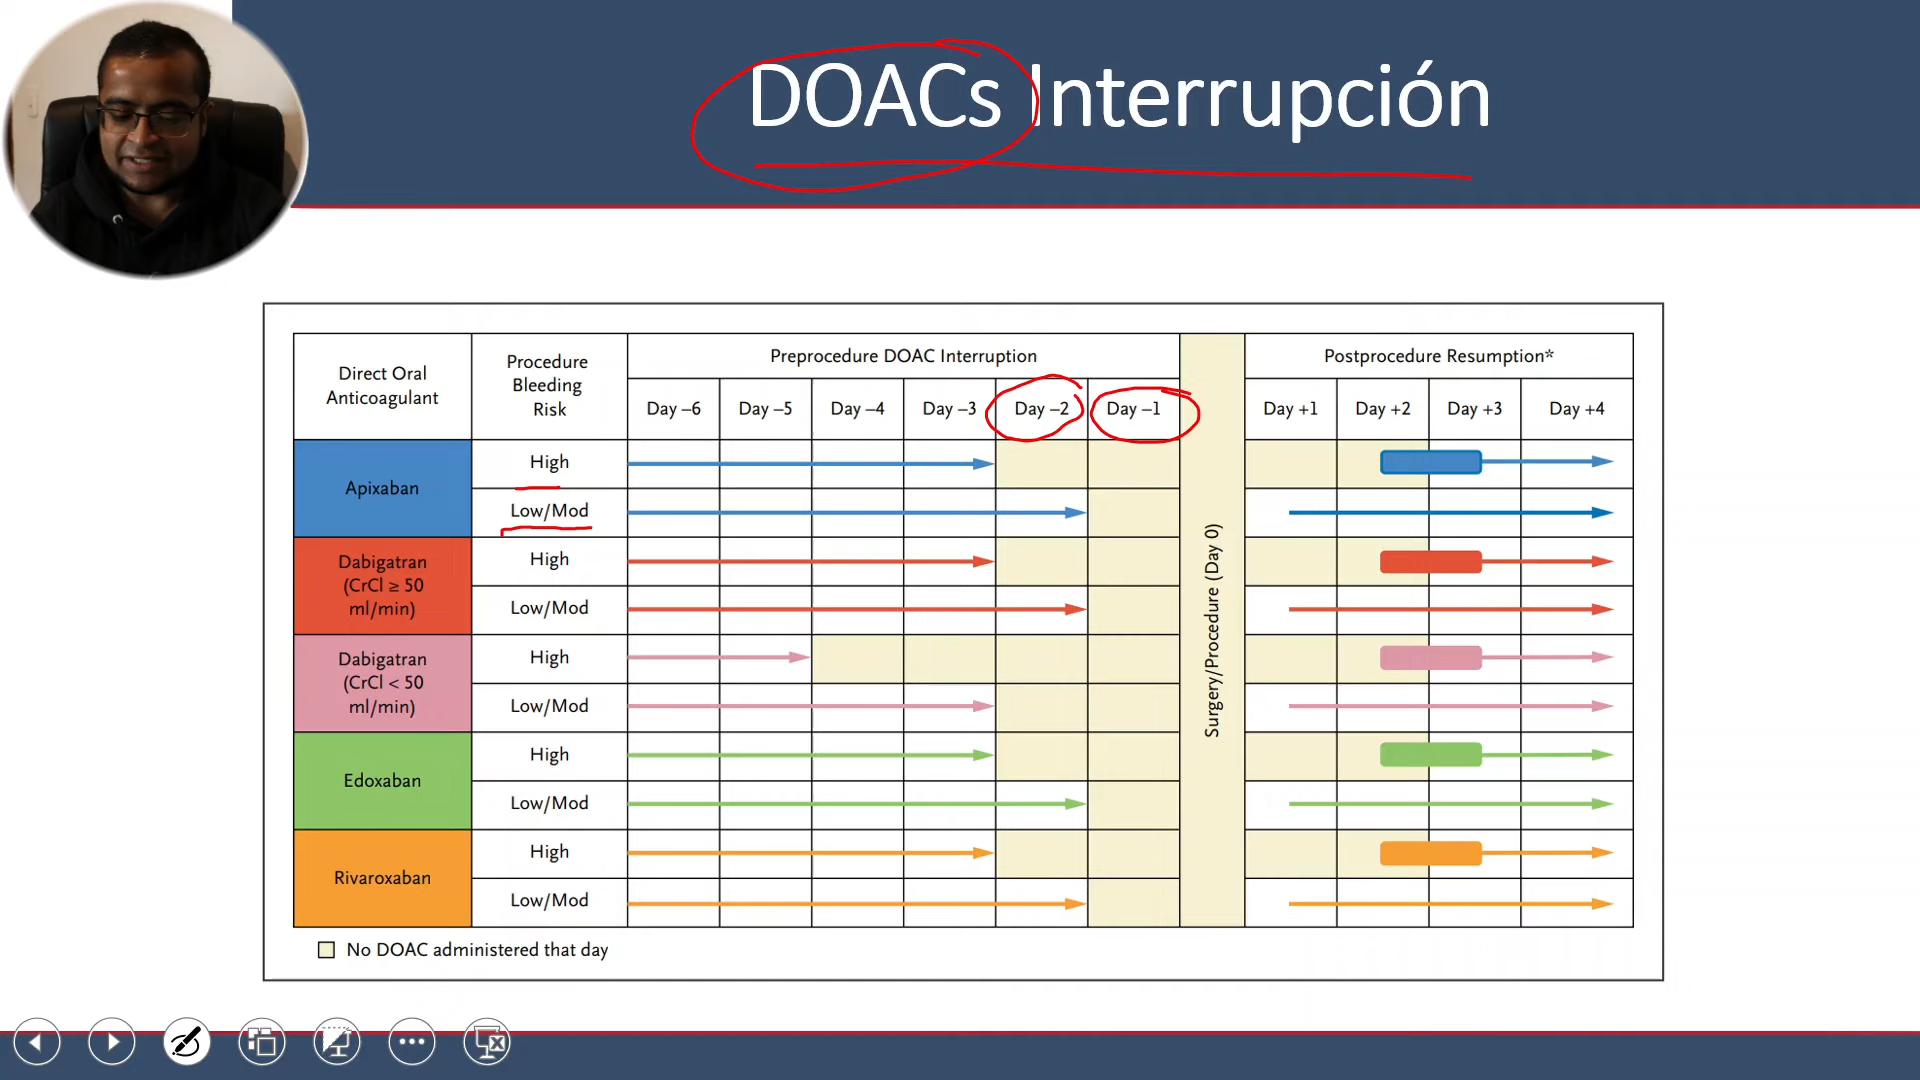 DOACs Interrupción
Direct Oral
Anticoagulant
Procedure
Bleeding
Risk
Preprocedure DOAC Interruption
Postprocedure Resumption*
Day –6
Day –5
Day –4
Day –3
Day –2
Day –1
Surgery/Procedure (Day 0)
Day +1
Day +2
Day +3
Day +4
Apixaban
High
Low/Mod
Dabigatran
(CrCl ≥ 50
ml/min)
High
Low/Mod
Dabigatran
(CrCl < 50
ml/min)
High
Low/Mod
Edoxaban
High
Low/Mod
Rivaroxaban
High
Low/Mod
No DOAC administered that day